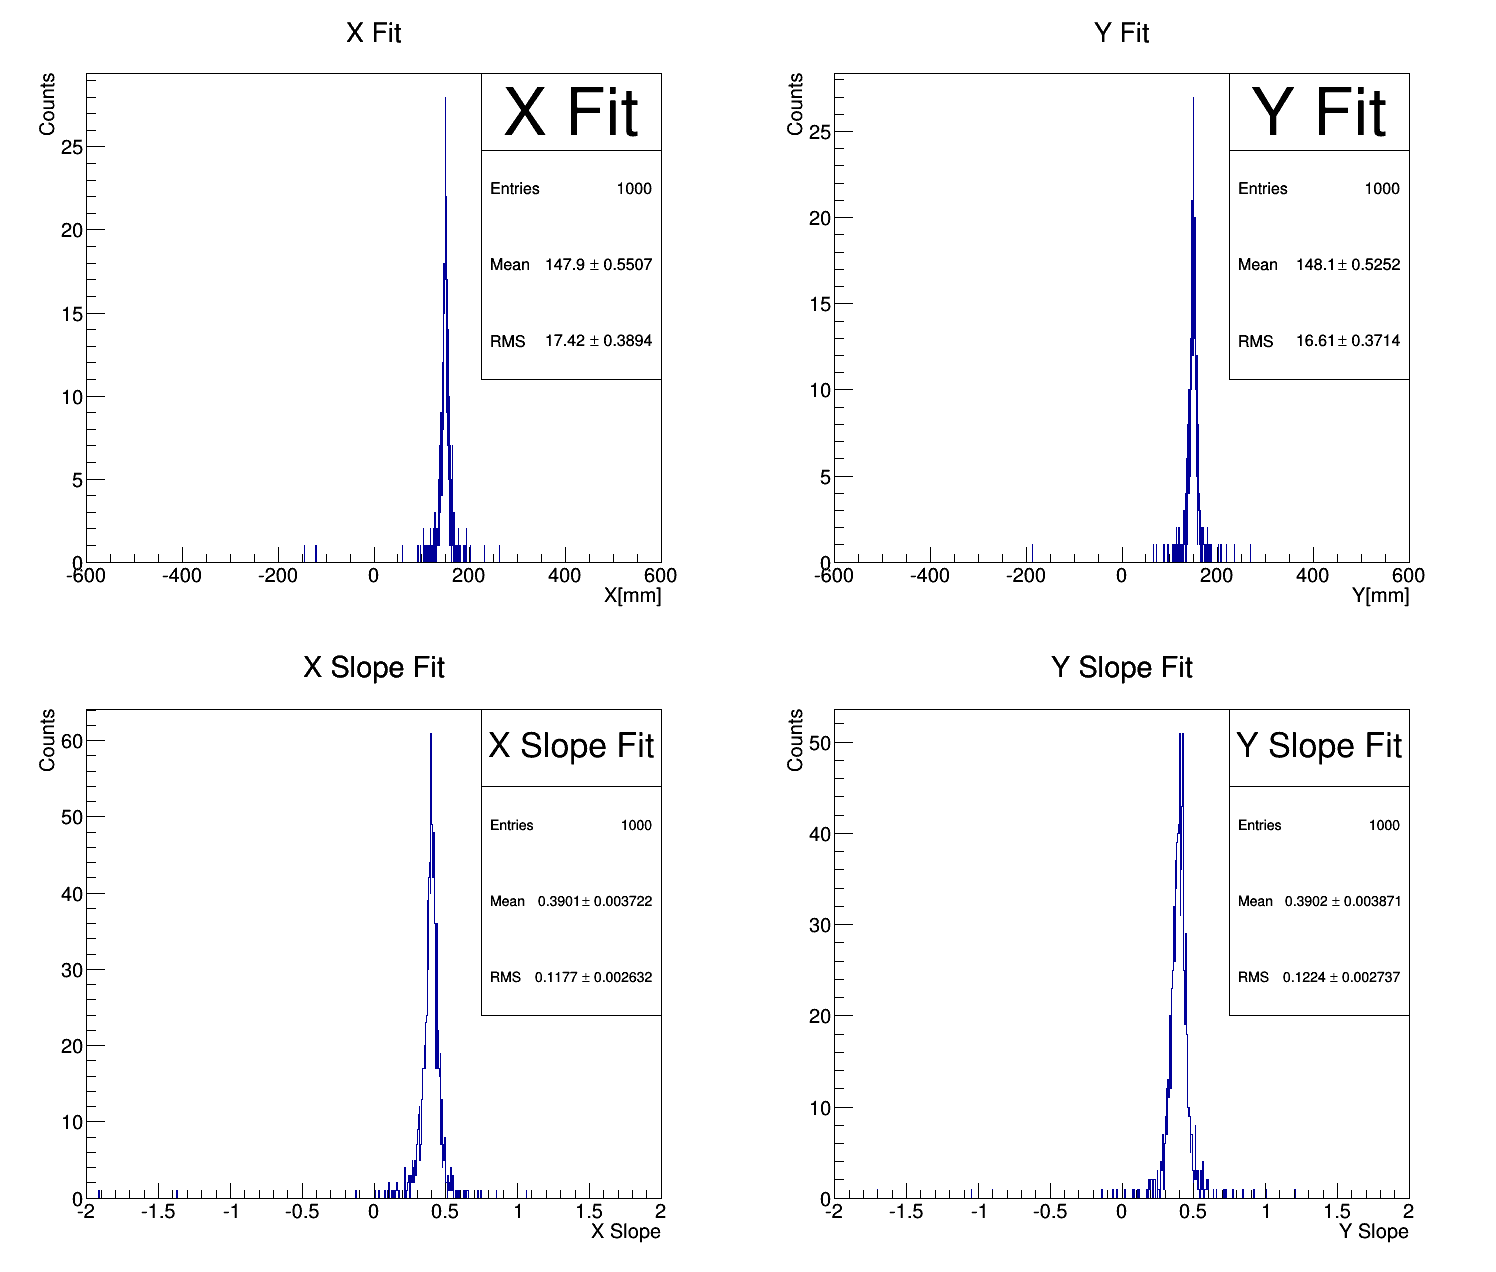 X Fit
Counts
X Fit
Entries 1000
Mean 147.9 ± 0.5507
RMS 17.42 ± 0.3894
25
20
15
10
5
0
-600 -400 -200 0 200 400 600
X[mm]
Y Fit
Counts
Y Fit
Entries 1000
Mean 148.1 ± 0.5252
RMS 16.61 ± 0.3714
25
20
15
10
5
0
-600 -400 -200 0 200 400 600
Y[mm]
X Slope Fit
Counts
X Slope Fit
Entries 1000
Mean 0.3901 ± 0.003722
RMS 0.1177 ± 0.002632
60
50
40
30
20
10
0
-2 -1.5 -1 -0.5 0 0.5 1 1.5 2
X Slope
Y Slope Fit
Counts
Y Slope Fit
Entries 1000
Mean 0.3902 ± 0.003871
RMS 0.1224 ± 0.002737
50
40
30
20
10
0
-2 -1.5 -1 -0.5 0 0.5 1 1.5 2
Y Slope